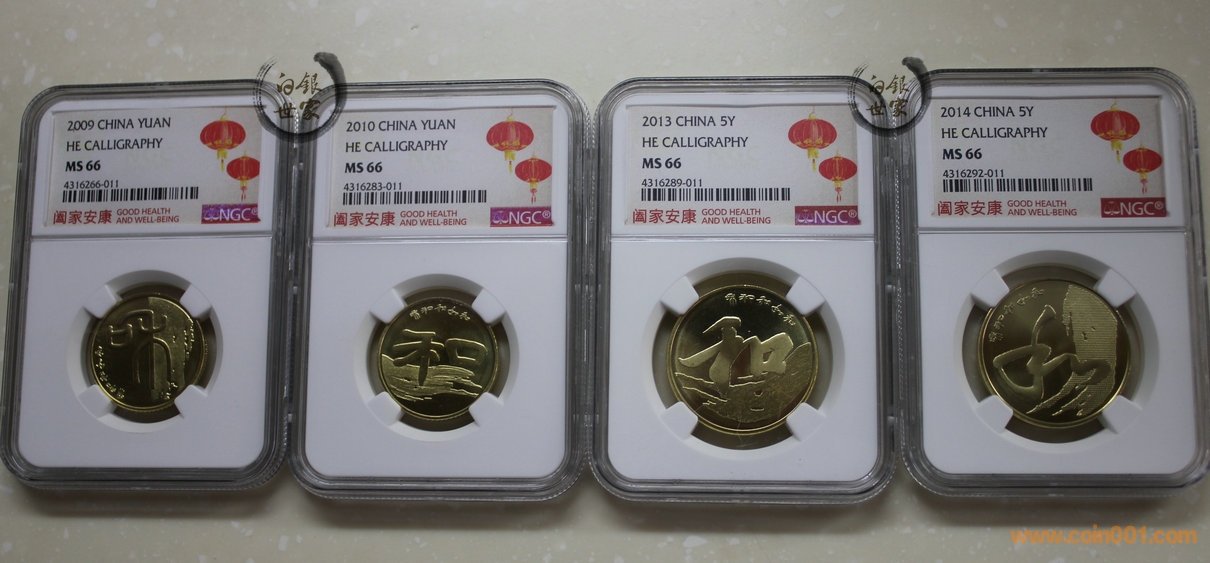 白银
世家
白银
世家
2009 CHINA YUAN
HE CALLIGRAPHY
MS 66
4316266-011
阖家安康 GOOD HEALTH
AND WELL-BEING
NGC®
2010 CHINA YUAN
HE CALLIGRAPHY
MS 66
4316283-011
阖家安康 GOOD HEALTH
AND WELL-BEING
NGC®
和
2013 CHINA 5Y
HE CALLIGRAPHY
MS 66
4316289-011
阖家安康 GOOD HEALTH
AND WELL-BEING
NGC®
和
2014 CHINA 5Y
HE CALLIGRAPHY
MS 66
4316292-011
阖家安康 GOOD HEALTH
AND WELL-BEING
NGC®
和
www.coin001.com